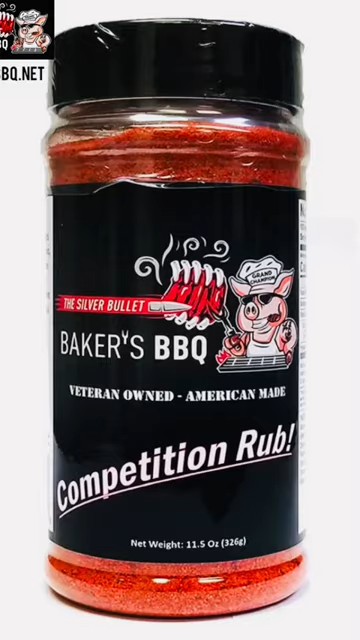 BQ
BBQ.NET
GRAND
CHAMPION
THE SILVER BULLET
BAKER'S BBQ
VETERAN OWNED - AMERICAN MADE
Competition Rub!
Net Weight: 11.5 Oz (326g)